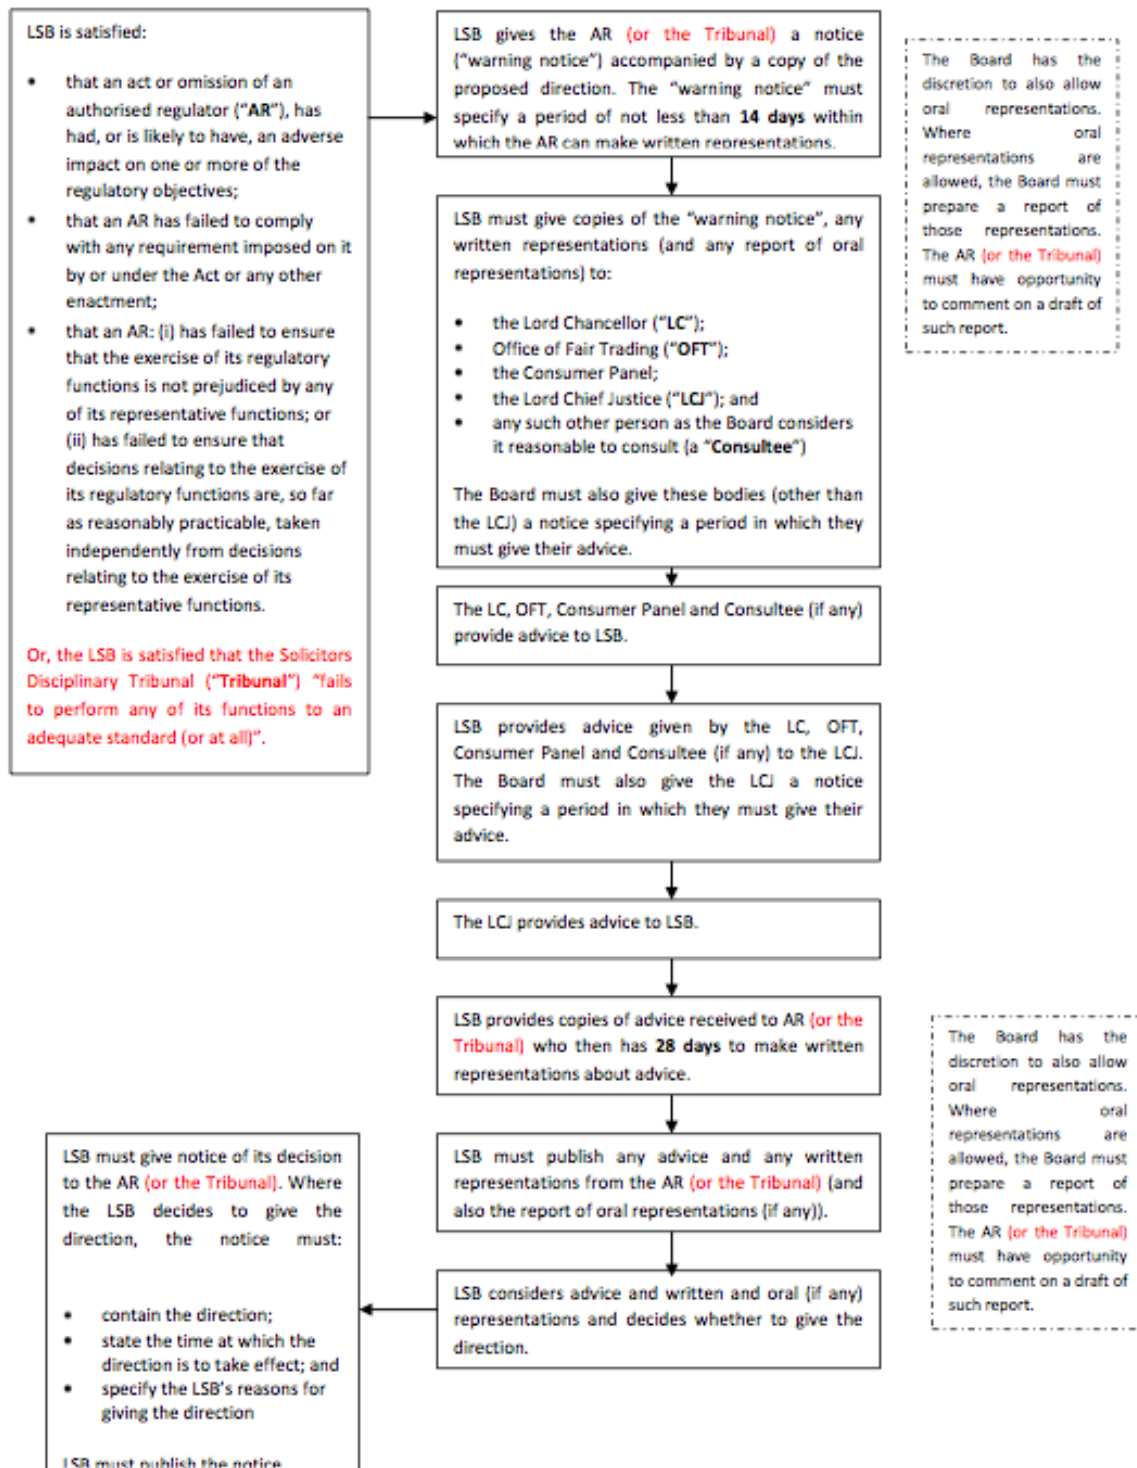 LSB is satisfied:
• that an act or omission of an
authorised regulator ("AR"), has
had, or is likely to have, an adverse
impact on one or more of the
regulatory objectives;
• that an AR has failed to comply
with any requirement imposed on it
by or under the Act or any other
enactment;
• that an AR: (i) has failed to ensure
that the exercise of its regulatory
functions is not prejudiced by any
of its representative functions; or
(ii) has failed to ensure that
decisions relating to the exercise of
its regulatory functions are, so far
as reasonably practicable, taken
independently from decisions
relating to the exercise of its
representative functions.
Or, the LSB is satisfied that the Solicitors
Disciplinary Tribunal ("Tribunal") "fails
to perform any of its functions to an
adequate standard (or at all)".
LSB gives the AR (or the Tribunal) a notice
("warning notice") accompanied by a copy of the
proposed direction. The "warning notice" must
specify a period of not less than 14 days within
which the AR can make written representations.
The Board has the
discretion to also allow
oral representations.
Where oral
representations are
allowed, the Board must
prepare a report of
those representations.
The AR (or the Tribunal)
must have opportunity
to comment on a draft of
such report.
LSB must give copies of the "warning notice", any
written representations (and any report of oral
representations) to:
• the Lord Chancellor ("LC");
• Office of Fair Trading ("OFT");
• the Consumer Panel;
• the Lord Chief Justice ("LCJ"); and
• any such other person as the Board considers
it reasonable to consult (a "Consultee")
The Board must also give these bodies (other than
the LCJ) a notice specifying a period in which they
must give their advice.
The LC, OFT, Consumer Panel and Consultee (if any)
provide advice to LSB.
LSB provides advice given by the LC, OFT,
Consumer Panel and Consultee (if any) to the LCJ.
The Board must also give the LCJ a notice
specifying a period in which they must give their
advice.
The LCJ provides advice to LSB.
LSB provides copies of advice received to AR (or the
Tribunal) who then has 28 days to make written
representations about advice.
The Board has the
discretion to also allow
oral representations.
Where oral
representations are
allowed, the Board must
prepare a report of
those representations.
The AR (or the Tribunal)
must have opportunity
to comment on a draft of
such report.
LSB must publish any advice and any written
representations from the AR (or the Tribunal) (and
also the report of oral representations (if any)).
LSB considers advice and written and oral (if any)
representations and decides whether to give the
direction.
LSB must give notice of its decision
to the AR (or the Tribunal). Where
the LSB decides to give the
direction, the notice must:
• contain the direction;
• state the time at which the
direction is to take effect; and
• specify the LSB's reasons for
giving the direction
LSB must publish the notice